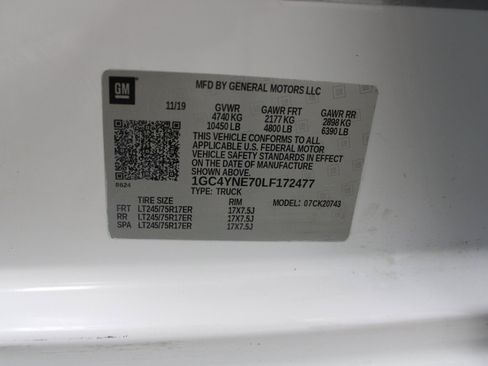 GM
MFD BY GENERAL MOTORS LLC
11/19 GVWR GAWR FRT GAWR RR
4740 KG 2177 KG 2898 KG
10450 LB 4800 LB 6390 LB
THIS VEHICLE CONFORMS TO ALL
APPLICABLE U.S. FEDERAL MOTOR
VEHICLE SAFETY STANDARDS IN EFFECT
ON THE DATE OF MANUFACTURE
SHOWN ABOVE.
0624 1GC4YNE70LF172477
TYPE: TRUCK
TIRE SIZE RIM MODEL: 07CK20743
FRT LT245/75R17ER 17X7.5J
RR LT245/75R17ER 17X7.5J
SPA LT245/75R17ER 17X7.5J